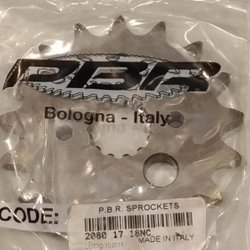 PBR
Bologna - Italy
CODE:
P.B.R. SPROCKETS
2080 17 18NC
MADE IN ITALY